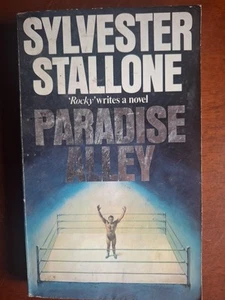 SYLVESTER
STALLONE
'Rocky' writes a novel
PARADISE
ALLEY